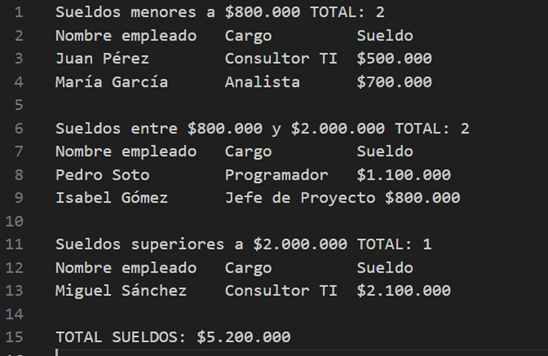 1 Sueldos menores a $800.000 TOTAL: 2
2 Nombre empleado Cargo Sueldo
3 Juan Pérez Consultor TI $500.000
4 María García Analista $700.000
5
6 Sueldos entre $800.000 y $2.000.000 TOTAL: 2
7 Nombre empleado Cargo Sueldo
8 Pedro Soto Programador $1.100.000
9 Isabel Gómez Jefe de Proyecto $800.000
10
11 Sueldos superiores a $2.000.000 TOTAL: 1
12 Nombre empleado Cargo Sueldo
13 Miguel Sánchez Consultor TI $2.100.000
14
15 TOTAL SUELDOS: $5.200.000